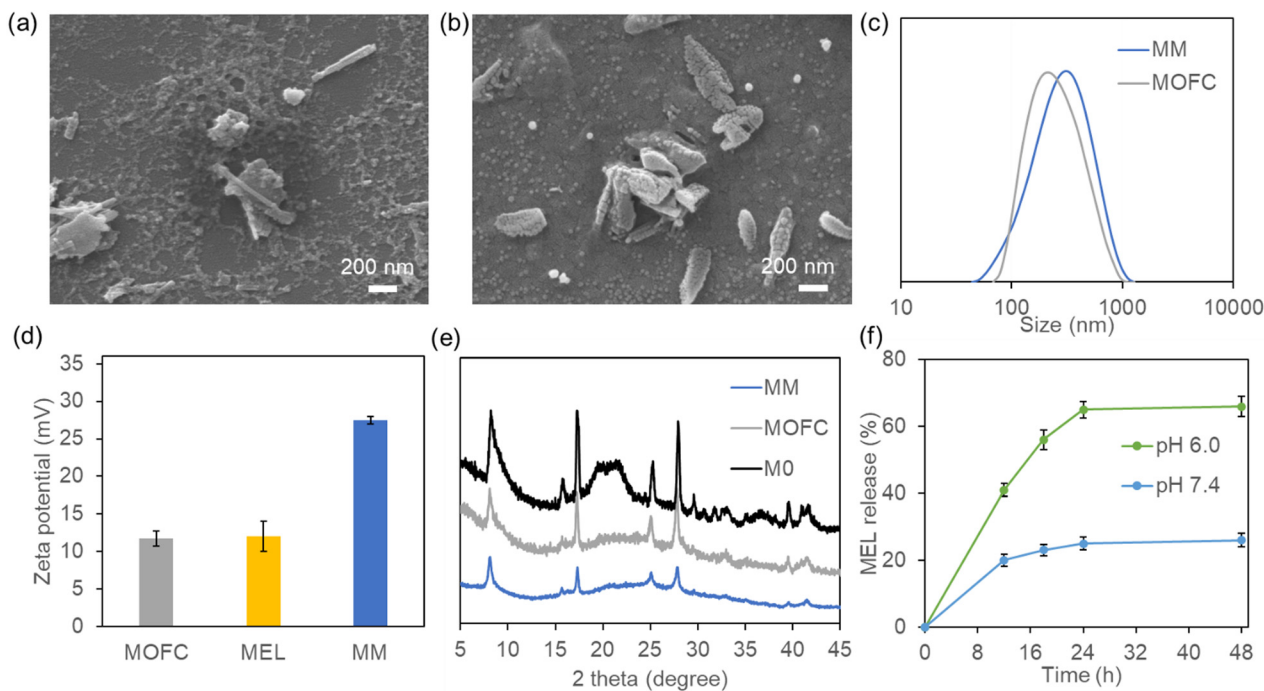 (a)
200 nm
(b)
200 nm
(c)
MM
MOFC
10
100
1000
10000
Size (nm)
(d)
Zeta potential (mV)
35
30
25
20
15
10
5
0
MOFC
MEL
MM
(e)
MM
MOFC
M0
5
10
15
20
25
30
35
40
45
2 theta (degree)
(f)
MEL release (%)
80
60
40
20
0
pH 6.0
pH 7.4
0
8
16
24
32
40
48
Time (h)